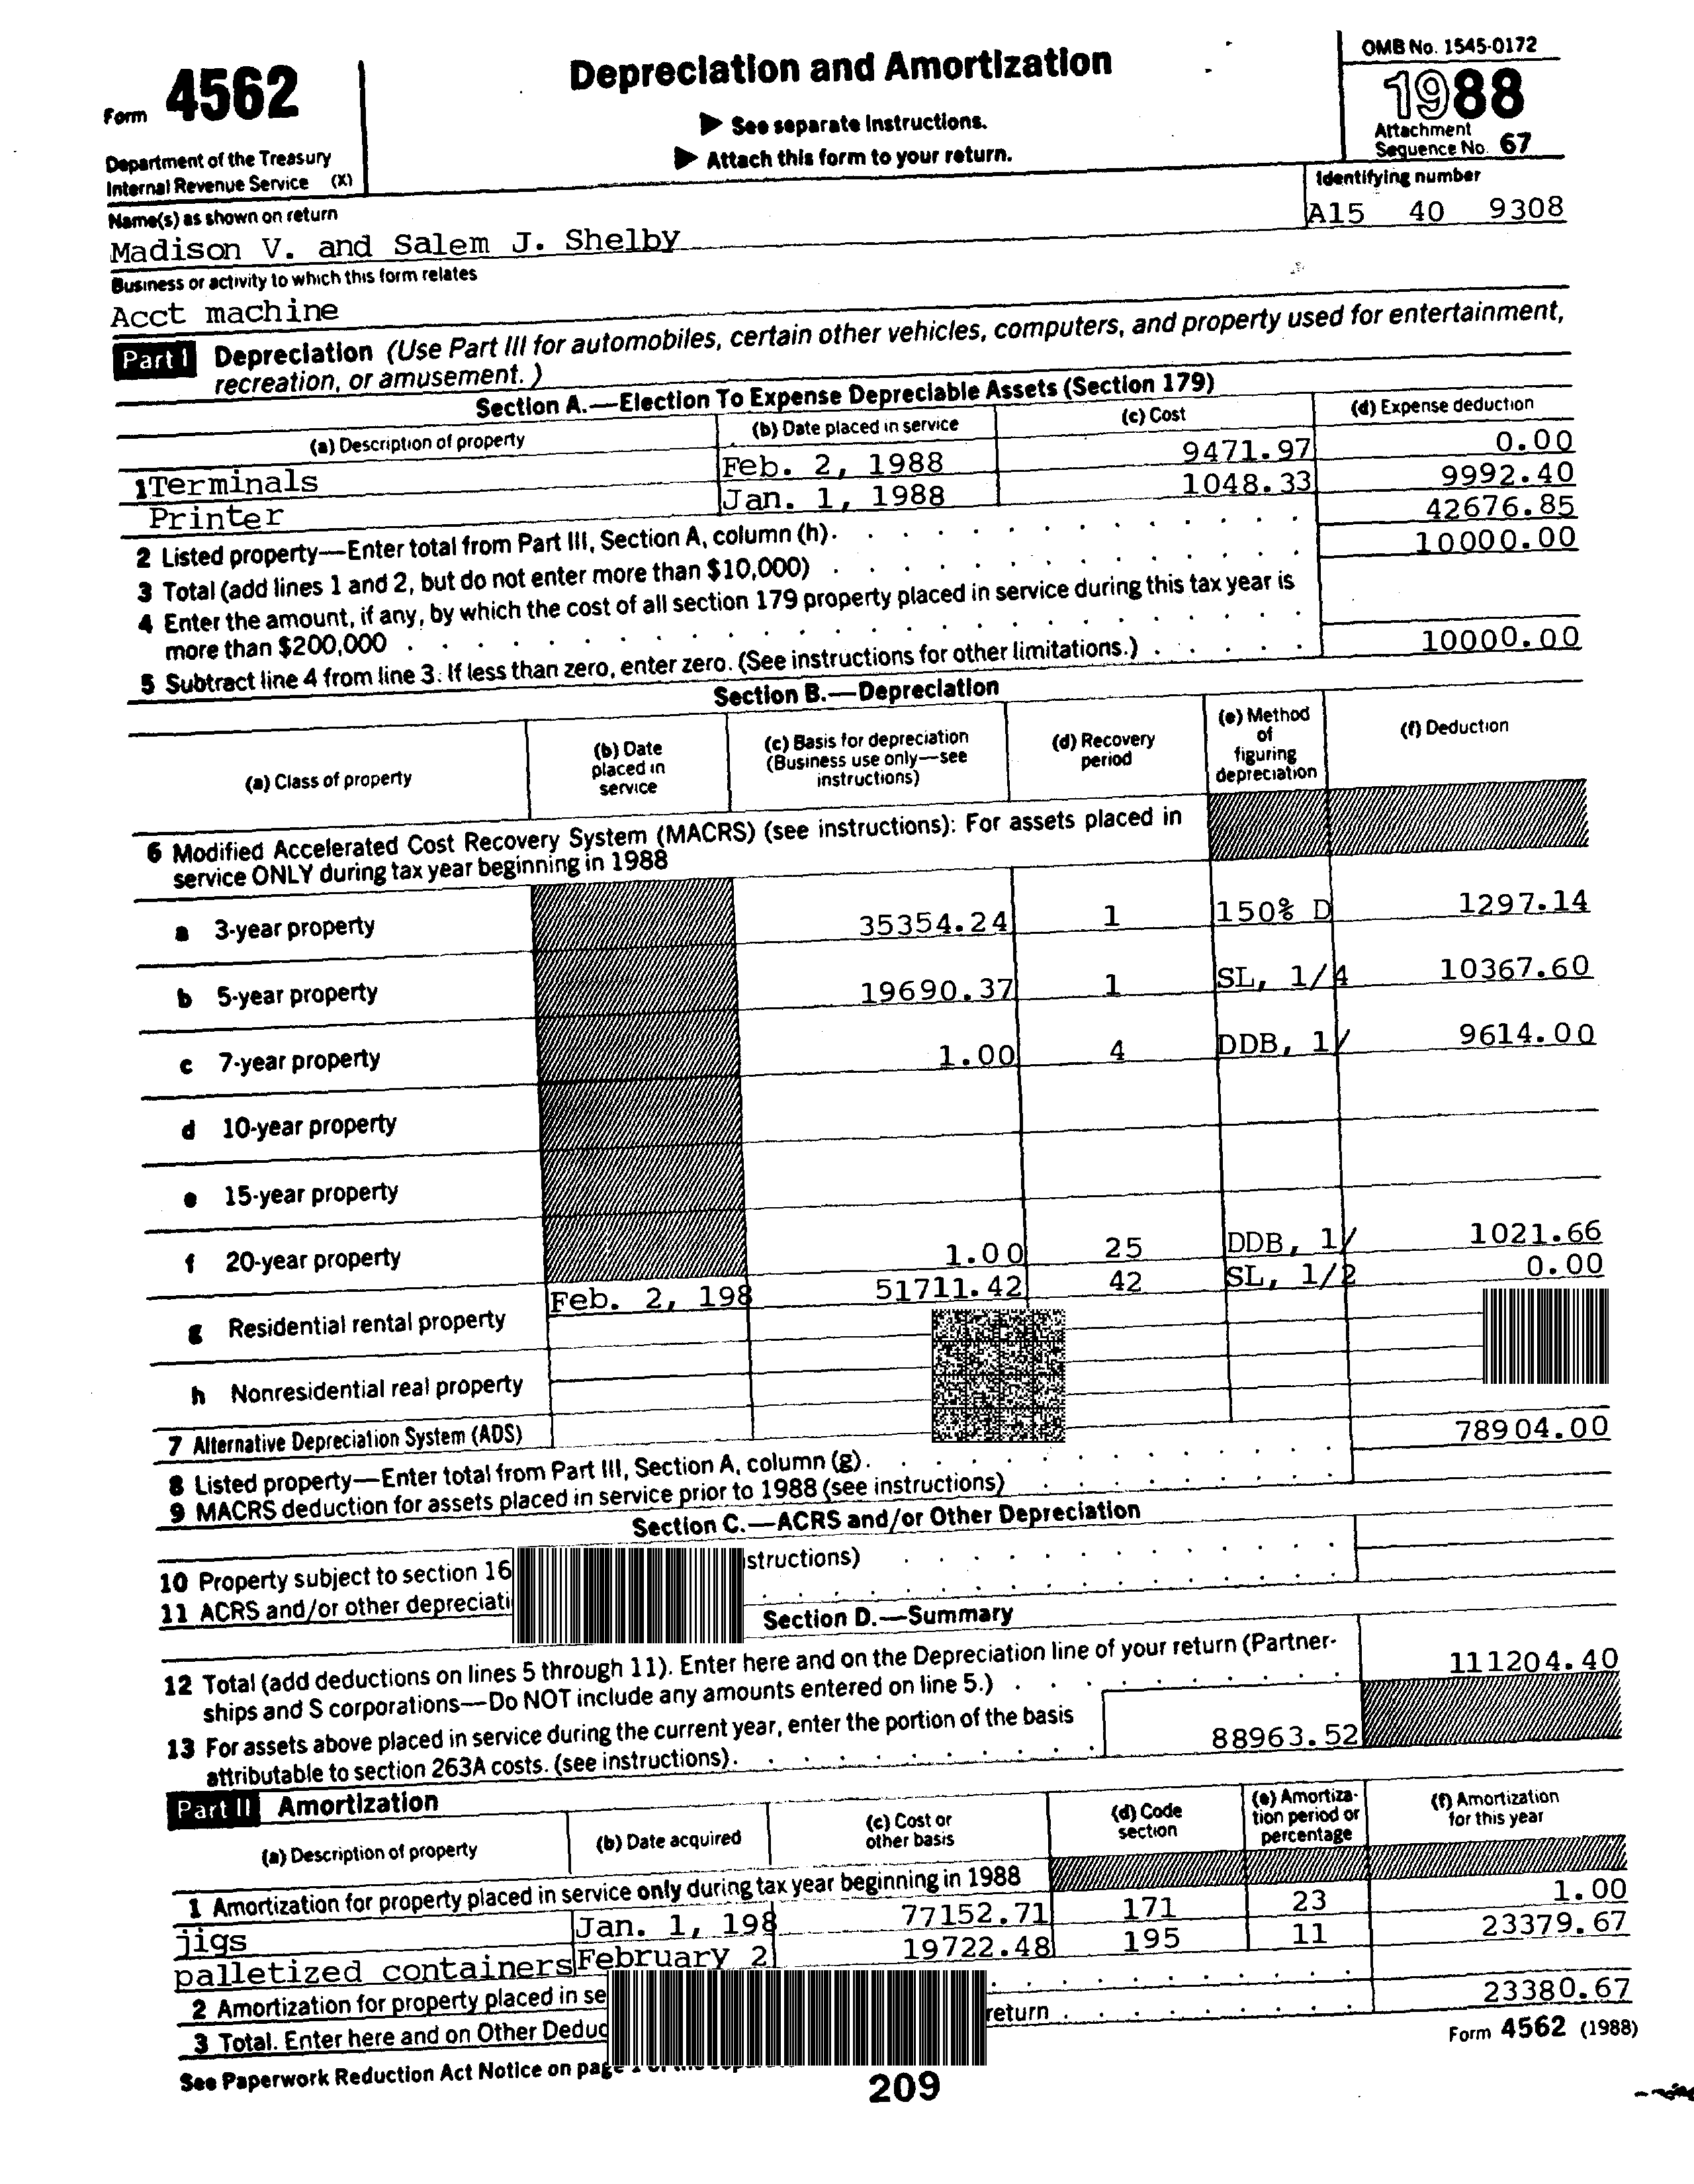 Form 4562
Department of the Treasury
Internal Revenue Service (X)
Depreciation and Amortization
▶ See separate Instructions.
▶ Attach this form to your return.
OMB No. 1545-0172
1988
Attachment
Sequence No. 67
Name(s) as shown on return
Madison V. and Salem J. Shelby
Identifying number
A15 40 9308
Business or activity to which this form relates
Acct machine
Part I Depreciation (Use Part III for automobiles, certain other vehicles, computers, and property used for entertainment,
recreation, or amusement.)
Section A.—Election To Expense Depreciable Assets (Section 179)
(a) Description of property (b) Date placed in service (c) Cost (d) Expense deduction
1 Terminals Feb. 2, 1988 9471.97 0.00
Printer Jan. 1, 1988 1048.33 9992.40
2 Listed property—Enter total from Part III, Section A, column (h). 42676.85
3 Total (add lines 1 and 2, but do not enter more than $10,000) 10000.00
4 Enter the amount, if any, by which the cost of all section 179 property placed in service during this tax year is
more than $200,000
5 Subtract line 4 from line 3. If less than zero, enter zero. (See instructions for other limitations.) 10000.00
Section B.—Depreciation
(a) Class of property
(b) Date
placed in
service
(c) Basis for depreciation
(Business use only—see
instructions)
(d) Recovery
period
(e) Method
of
figuring
depreciation
(f) Deduction
6 Modified Accelerated Cost Recovery System (MACRS) (see instructions): For assets placed in
service ONLY during tax year beginning in 1988
a 3-year property 35354.24 1 150% D 1297.14
b 5-year property 19690.37 1 SL, 1/4 10367.60
c 7-year property 1.00 4 DDB, 1/ 9614.00
d 10-year property
e 15-year property
f 20-year property 1.00 25 DDB, 1/ 1021.66
Feb. 2, 198 51711.42 42 SL, 1/2 0.00
g Residential rental property
h Nonresidential real property
7 Alternative Depreciation System (ADS)
8 Listed property—Enter total from Part III, Section A, column (g). 78904.00
9 MACRS deduction for assets placed in service prior to 1988 (see instructions)
Section C.—ACRS and/or Other Depreciation
10 Property subject to section 16 structions)
11 ACRS and/or other depreciati
Section D.—Summary
12 Total (add deductions on lines 5 through 11). Enter here and on the Depreciation line of your return (Partner-
ships and S corporations—Do NOT include any amounts entered on line 5.) 111204.40
13 For assets above placed in service during the current year, enter the portion of the basis
attributable to section 263A costs. (see instructions). 88963.52
Part II Amortization
(a) Description of property
(b) Date acquired
(c) Cost or
other basis
(d) Code
section
(e) Amortiza-
tion period or
percentage
(f) Amortization
for this year
1 Amortization for property placed in service only during tax year beginning in 1988
jigs Jan. 1, 198 77152.71 171 23 1.00
palletized containers February 2 19722.48 195 11 23379.67
2 Amortization for property placed in se
3 Total. Enter here and on Other Deduc return 23380.67
See Paperwork Reduction Act Notice on page
Form 4562 (1988)
209